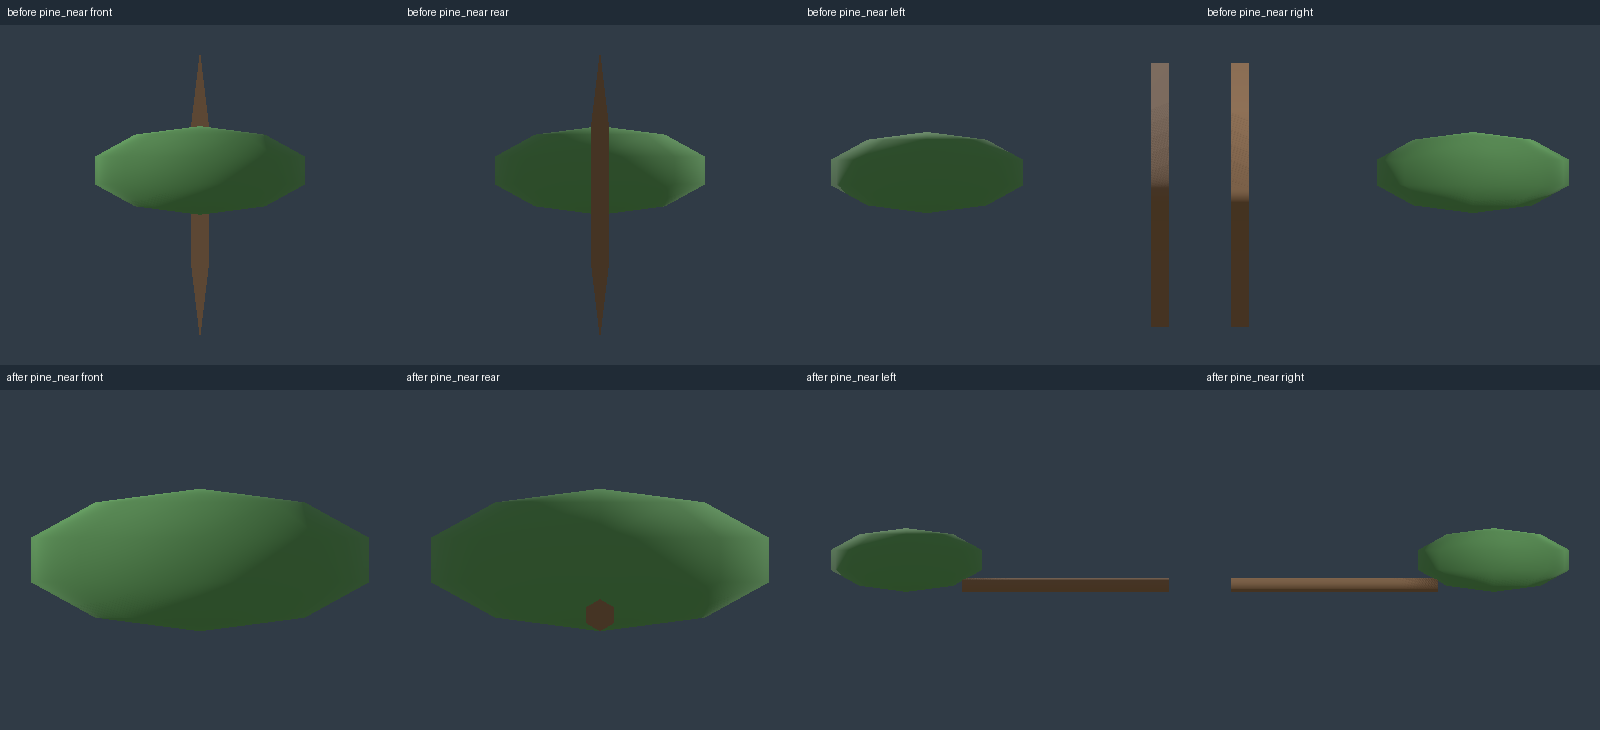 before pine_near front
before pine_near rear
before pine_near left
before pine_near right
after pine_near front
after pine_near rear
after pine_near left
after pine_near right